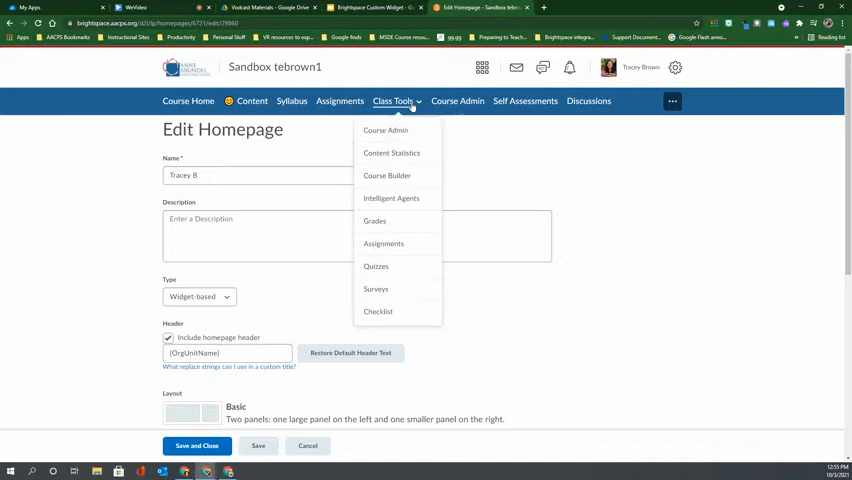 My Apps
WeVideo
Vodcast Materials - Google Drive
Brightspace Custom Widget - Go
Edit Homepage - Sandbox tebrown
12:55 PM
10/3/2021
brightspace.aacps.org/d2l/lp/homepages/6721/edit/29860
Apps
AACPS Bookmarks
Instructional Sites
Productivity
Personal Stuff
VR resources to exp...
Google finds
MSDE Course resou...
gg.gg
Preparing to Teach...
Brightspace integra...
Support Document...
Google Flash anno...
Reading list
ANNE ARUNDEL
Sandbox tebrown1
Tracey Brown
Course Home
Content
Syllabus
Assignments
Class Tools
Course Admin
Self Assessments
Discussions
...
Edit Homepage
Name *
Tracey B
Description
Enter a Description
Type
Widget-based
Header
Include homepage header
{OrgUnitName}
Restore Default Header Text
What replace strings can I use in a custom title?
Layout
Basic
Two panels: one large panel on the left and one smaller panel on the right.
Course Admin
Content Statistics
Course Builder
Intelligent Agents
Grades
Assignments
Quizzes
Surveys
Checklist
Save and Close
Save
Cancel